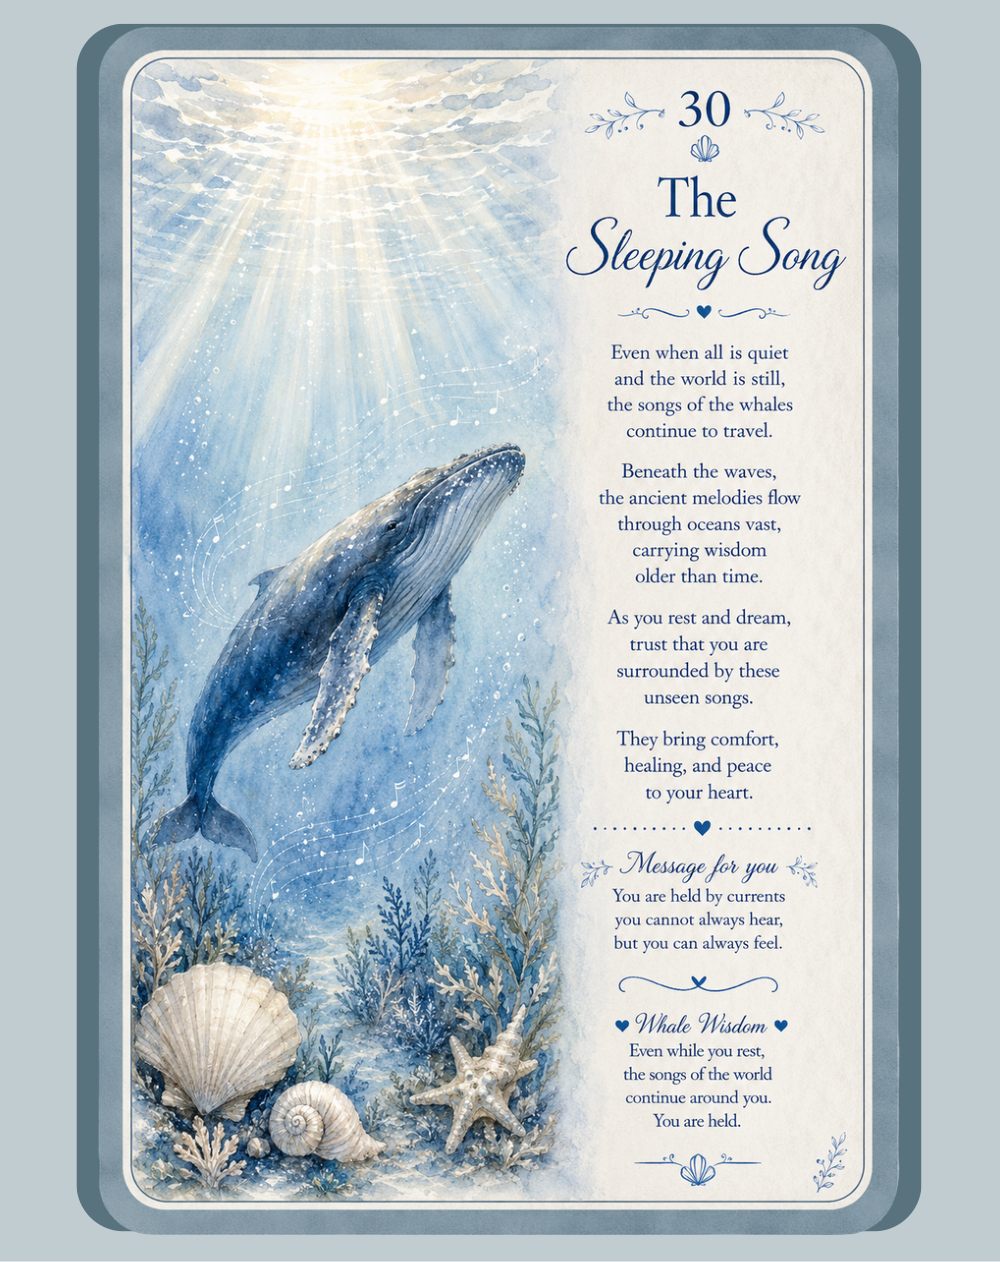 30
The
Sleeping Song
Even when all is quiet
and the world is still,
the songs of the whales
continue to travel.
Beneath the waves,
the ancient melodies flow
through oceans vast,
carrying wisdom
older than time.
As you rest and dream,
trust that you are
surrounded by these
unseen songs.
They bring comfort,
healing, and peace
to your heart.
Message for you
You are held by currents
you cannot always hear,
but you can always feel.
Whale Wisdom
Even while you rest,
the songs of the world
continue around you.
You are held.